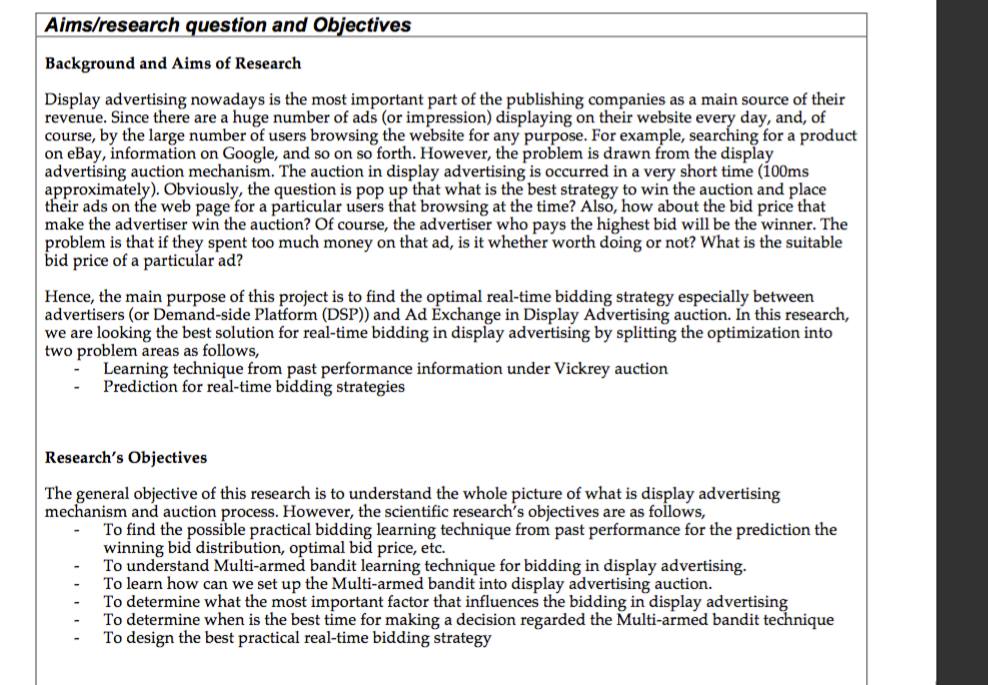 Aims/research question and Objectives
Background and Aims of Research
Display advertising nowadays is the most important part of the publishing companies as a main source of their
revenue. Since there are a huge number of ads (or impression) displaying on their website every day, and, of
course, by the large number of users browsing the website for any purpose. For example, searching for a product
on eBay, information on Google, and so on so forth. However, the problem is drawn from the display
advertising auction mechanism. The auction in display advertising is occurred in a very short time (100ms
approximately). Obviously, the question is pop up that what is the best strategy to win the auction and place
their ads on the web page for a particular users that browsing at the time? Also, how about the bid price that
make the advertiser win the auction? Of course, the advertiser who pays the highest bid will be the winner. The
problem is that if they spent too much money on that ad, is it whether worth doing or not? What is the suitable
bid price of a particular ad?
Hence, the main purpose of this project is to find the optimal real-time bidding strategy especially between
advertisers (or Demand-side Platform (DSP)) and Ad Exchange in Display Advertising auction. In this research,
we are looking the best solution for real-time bidding in display advertising by splitting the optimization into
two problem areas as follows,
- Learning technique from past performance information under Vickrey auction
- Prediction for real-time bidding strategies
Research's Objectives
The general objective of this research is to understand the whole picture of what is display advertising
mechanism and auction process. However, the scientific research's objectives are as follows,
- To find the possible practical bidding learning technique from past performance for the prediction the
winning bid distribution, optimal bid price, etc.
- To understand Multi-armed bandit learning technique for bidding in display advertising.
- To learn how can we set up the Multi-armed bandit into display advertising auction.
- To determine what the most important factor that influences the bidding in display advertising
- To determine when is the best time for making a decision regarded the Multi-armed bandit technique
- To design the best practical real-time bidding strategy